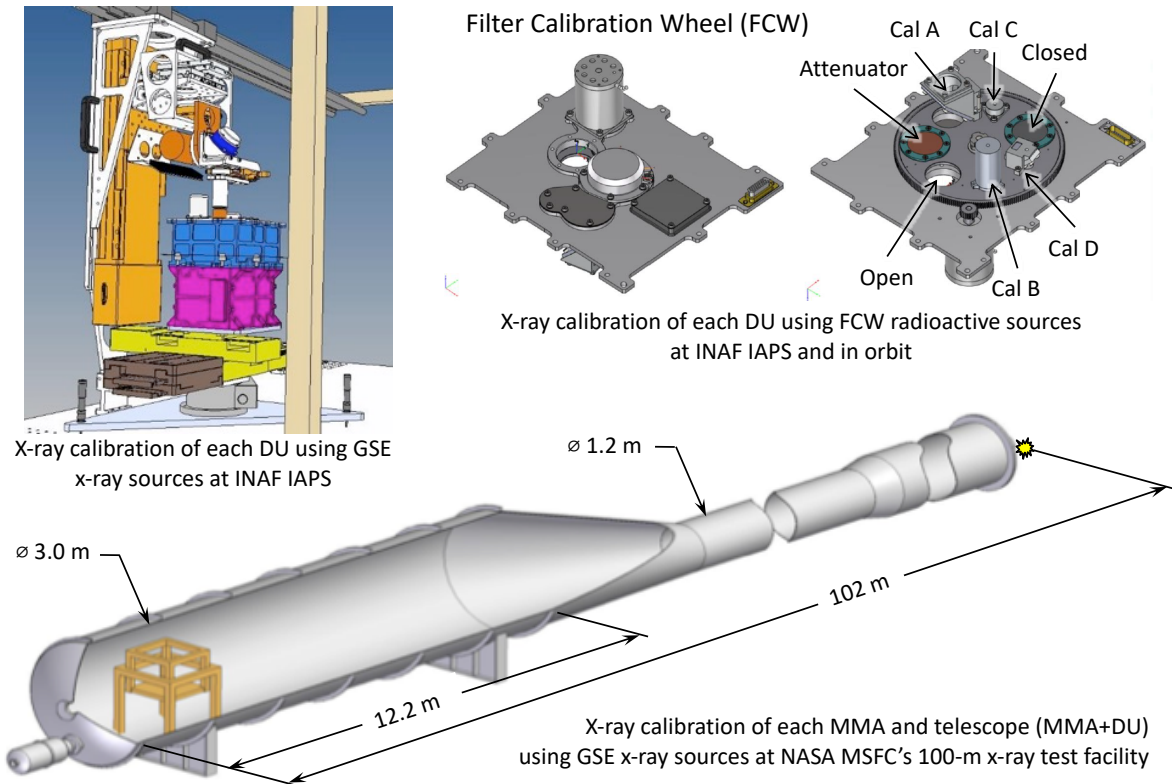 Filter Calibration Wheel (FCW)
Cal A
Cal C
Closed
Attenuator
Open
Cal B
Cal D
X-ray calibration of each DU using FCW radioactive sources
at INAF IAPS and in orbit
X-ray calibration of each DU using GSE
x-ray sources at INAF IAPS
⌀ 1.2 m
⌀ 3.0 m
102 m
12.2 m
X-ray calibration of each MMA and telescope (MMA+DU)
using GSE x-ray sources at NASA MSFC’s 100-m x-ray test facility